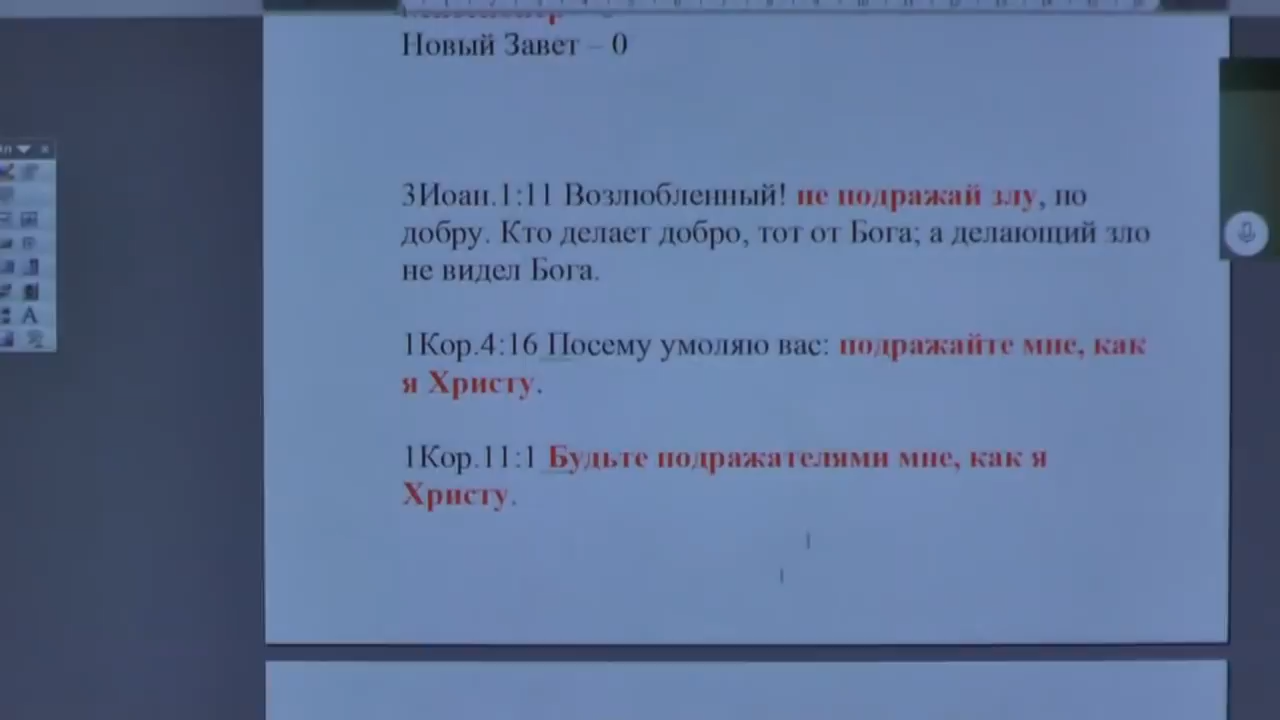 Новый Завет – 0
3Иоан.1:11 Возлюбленный! не подражай злу, но
добру. Кто делает добро, тот от Бога; а делающий зло
не видел Бога.
1Кор.4:16 Посему умоляю вас: подражайте мне, как
я Христу.
1Кор.11:1 Будьте подражателями мне, как я
Христу.